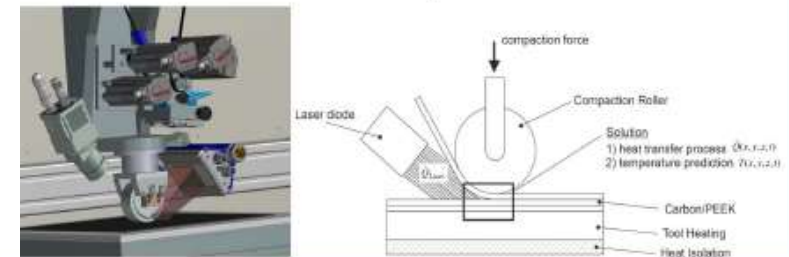 compaction force
Compaction Roller
Laser diode
Solution
1) heat transfer process Q̇(x,y,z,t)
2) temperature prediction T(x,y,z,t)
Carbon/PEEK
Tool Heating
Heat Isolation